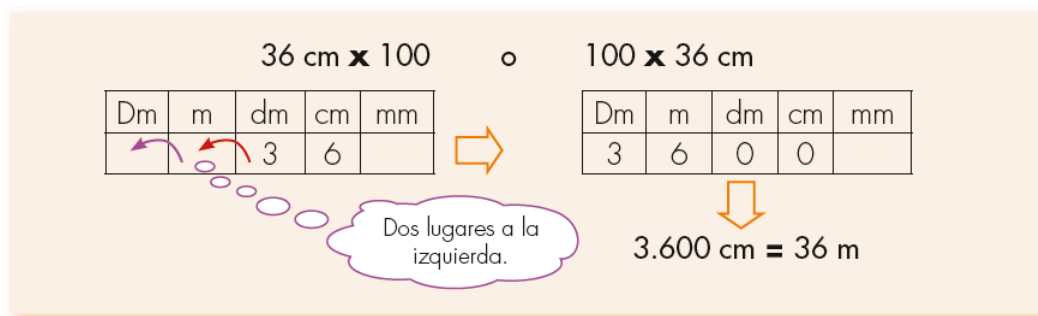 36 cm x 100 o 100 x 36 cm
Dm m dm cm mm
3 6
Dos lugares a la
izquierda.
Dm m dm cm mm
3 6 0 0
3.600 cm = 36 m